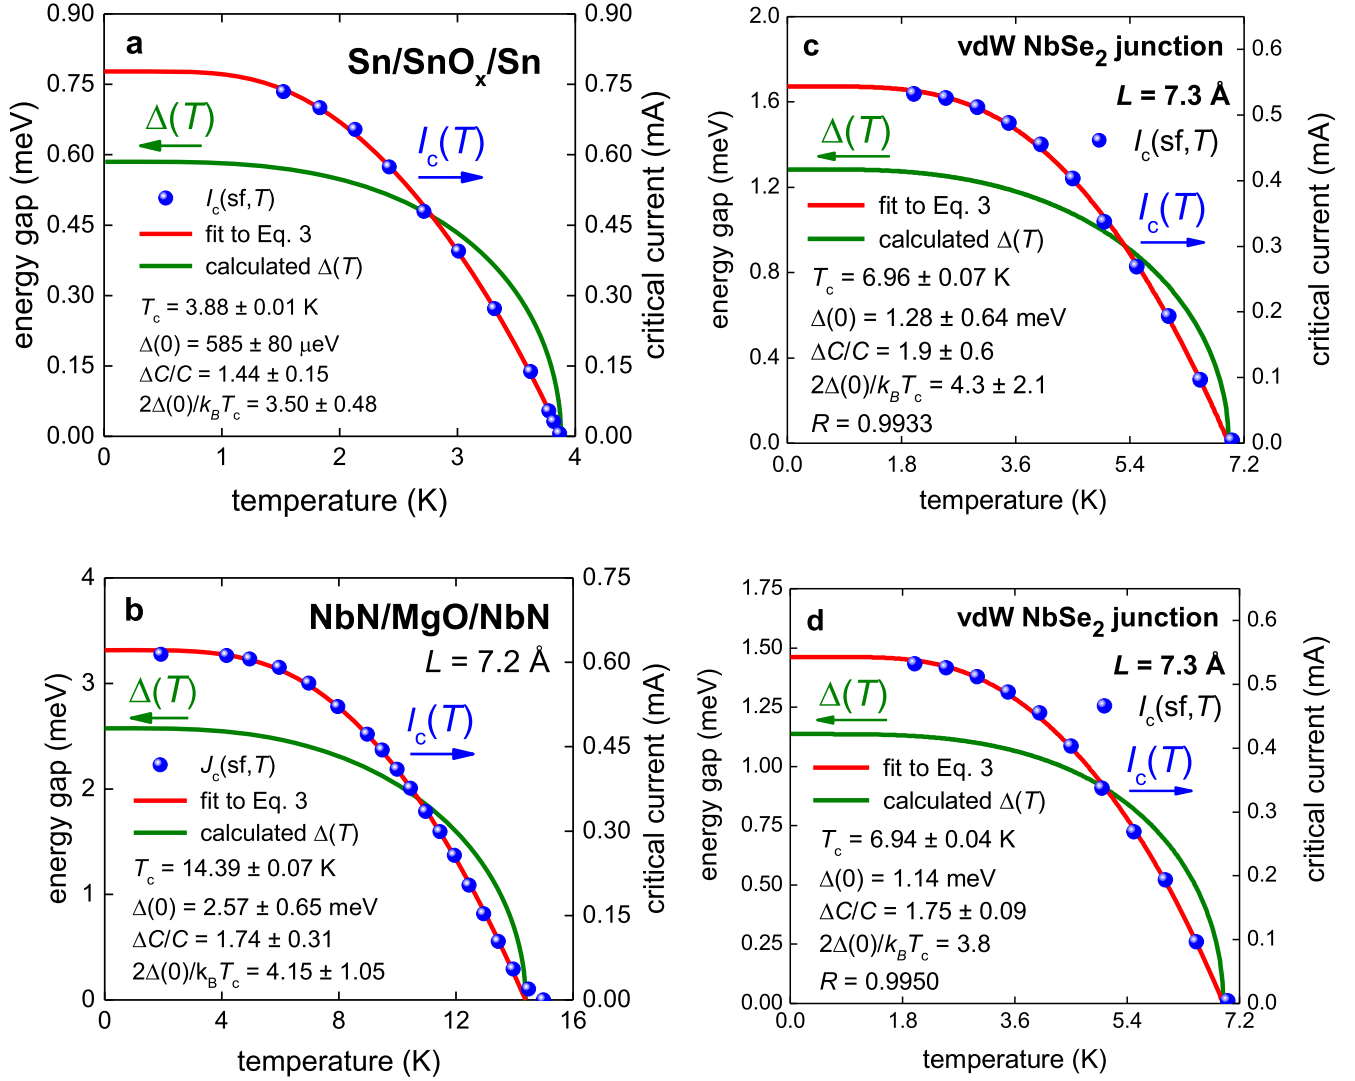 a
Sn/SnOx/Sn
Δ(T)
Ic(T)
Ic(sf,T)
fit to Eq. 3
calculated Δ(T)
Tc = 3.88 ± 0.01 K
Δ(0) = 585 ± 80 μeV
ΔC/C = 1.44 ± 0.15
2Δ(0)/kBTc = 3.50 ± 0.48
energy gap (meV)
0.90
0.75
0.60
0.45
0.30
0.15
0.00
critical current (mA)
0.90
0.75
0.60
0.45
0.30
0.15
0.00
0 1 2 3 4
temperature (K)
c
vdW NbSe2 junction
L = 7.3 Å
Ic(sf,T)
Δ(T)
Ic(T)
fit to Eq. 3
calculated Δ(T)
Tc = 6.96 ± 0.07 K
Δ(0) = 1.28 ± 0.64 meV
ΔC/C = 1.9 ± 0.6
2Δ(0)/kBTc = 4.3 ± 2.1
R = 0.9933
energy gap (meV)
2.0
1.6
1.2
0.8
0.4
0.0
critical current (mA)
0.6
0.5
0.4
0.3
0.2
0.1
0.0
0.0 1.8 3.6 5.4 7.2
temperature (K)
b
NbN/MgO/NbN
L = 7.2 Å
Δ(T)
Ic(T)
Jc(sf,T)
fit to Eq. 3
calculated Δ(T)
Tc = 14.39 ± 0.07 K
Δ(0) = 2.57 ± 0.65 meV
ΔC/C = 1.74 ± 0.31
2Δ(0)/kBTc = 4.15 ± 1.05
energy gap (meV)
4
3
2
1
0
critical current (mA)
0.75
0.60
0.45
0.30
0.15
0.00
0 4 8 12 16
temperature (K)
d
vdW NbSe2 junction
L = 7.3 Å
Ic(sf,T)
Δ(T)
Ic(T)
fit to Eq. 3
calculated Δ(T)
Tc = 6.94 ± 0.04 K
Δ(0) = 1.14 meV
ΔC/C = 1.75 ± 0.09
2Δ(0)/kBTc = 3.8
R = 0.9950
energy gap (meV)
1.75
1.50
1.25
1.00
0.75
0.50
0.25
0.00
critical current (mA)
0.6
0.5
0.4
0.3
0.2
0.1
0.0
0.0 1.8 3.6 5.4 7.2
temperature (K)